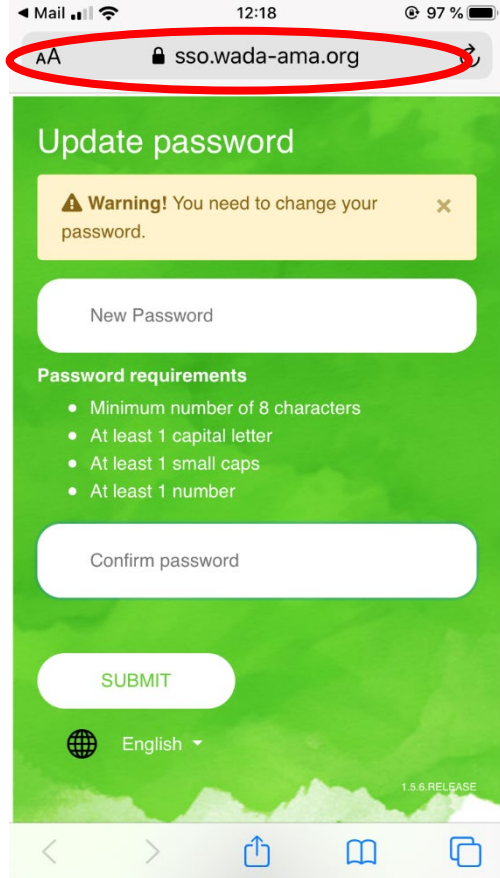 Mail 12:18 97 %
AA sso.wada-ama.org
Update password
Warning! You need to change your
password.
New Password
Password requirements
Minimum number of 8 characters
At least 1 capital letter
At least 1 small caps
At least 1 number
Confirm password
SUBMIT
English
1.5.6.RELEASE